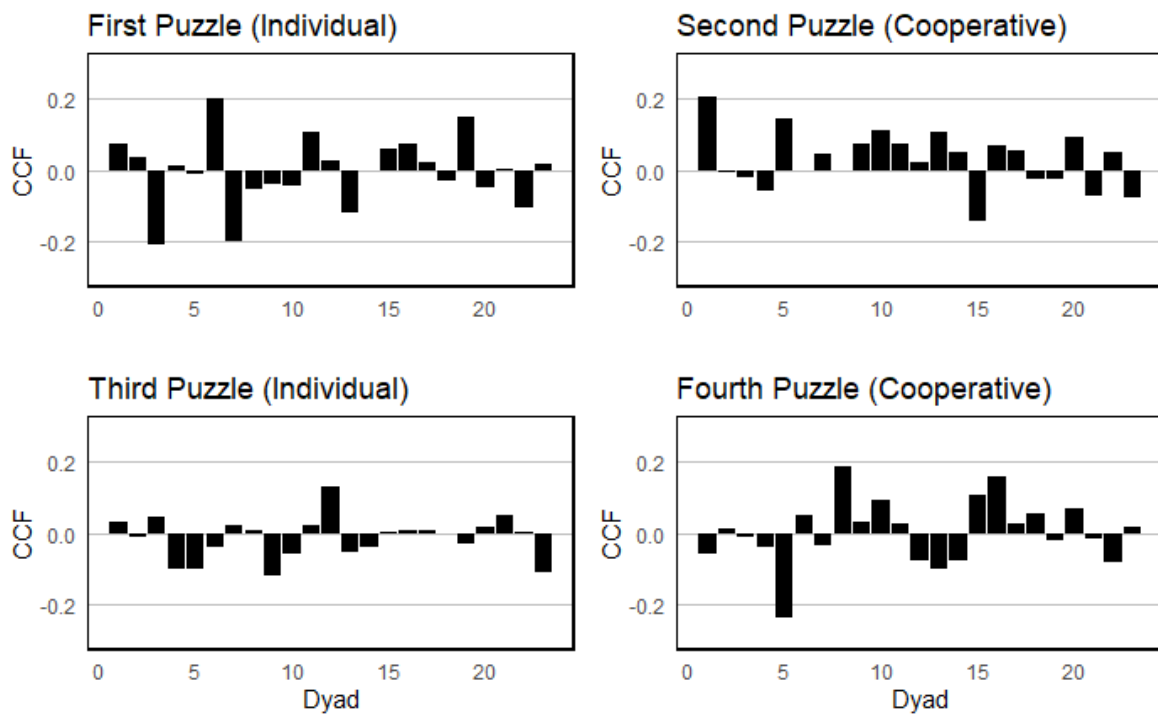 First Puzzle (Individual)
CCF
0.2
0.0
-0.2
0 5 10 15 20
Second Puzzle (Cooperative)
CCF
0.2
0.0
-0.2
0 5 10 15 20
Third Puzzle (Individual)
CCF
0.2
0.0
-0.2
0 5 10 15 20
Dyad
Fourth Puzzle (Cooperative)
CCF
0.2
0.0
-0.2
0 5 10 15 20
Dyad